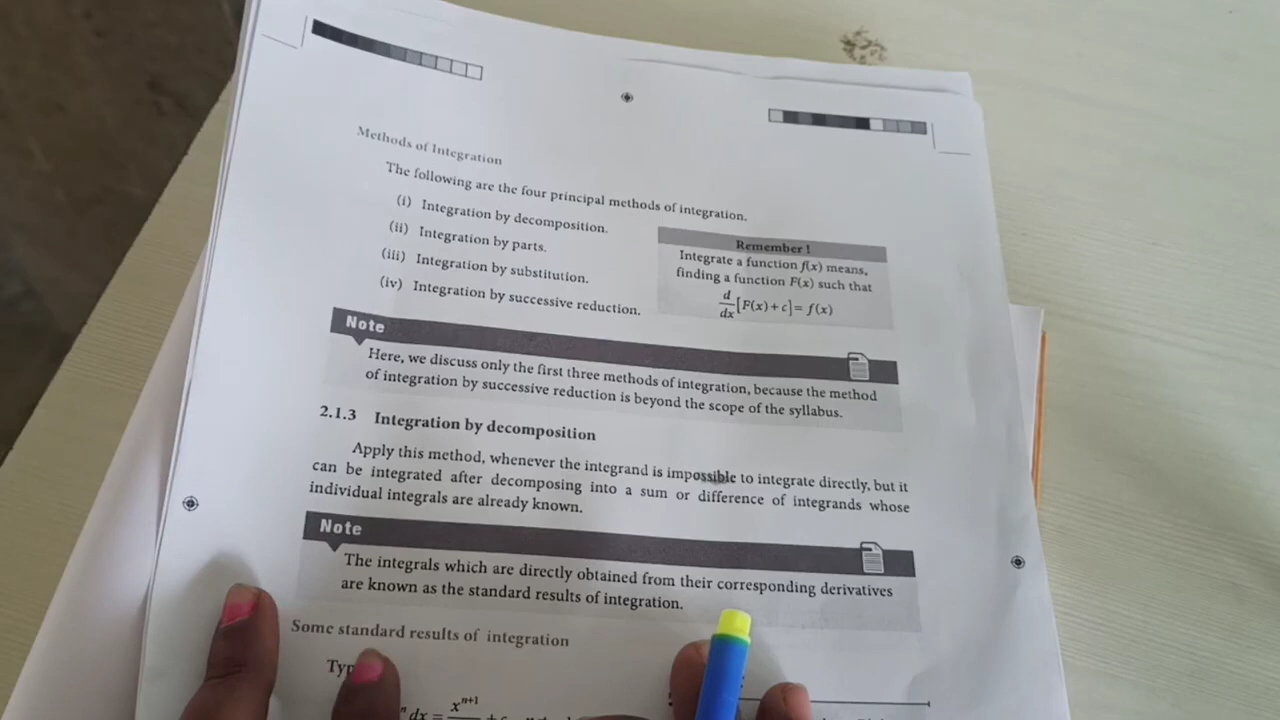 Methods of Integration
The following are the four principal methods of integration.
(i) Integration by decomposition.
(ii) Integration by parts.
(iii) Integration by substitution.
(iv) Integration by successive reduction.
Remember !
Integrate a function f(x) means,
finding a function F(x) such that
d/dx [F(x) + c] = f(x)
Note
Here, we discuss only the first three methods of integration, because the method
of integration by successive reduction is beyond the scope of the syllabus.
2.1.3 Integration by decomposition
Apply this method, whenever the integrand is impossible to integrate directly, but it
can be integrated after decomposing into a sum or difference of integrands whose
individual integrals are already known.
Note
The integrals which are directly obtained from their corresponding derivatives
are known as the standard results of integration.
Some standard results of integration
dx = x^{n+1}